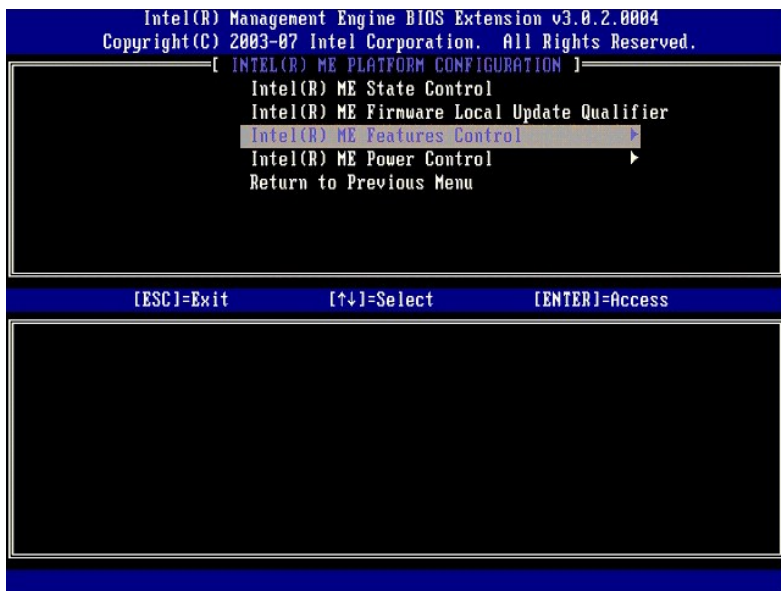 Intel(R) Management Engine BIOS Extension v3.0.2.0004
Copyright(C) 2003-07 Intel Corporation. All Rights Reserved.
[ INTEL(R) ME PLATFORM CONFIGURATION ]
Intel(R) ME State Control
Intel(R) ME Firmware Local Update Qualifier
Intel(R) ME Features Control ►
Intel(R) ME Power Control ►
Return to Previous Menu
[ESC]=Exit [↑↓]=Select [ENTER]=Access